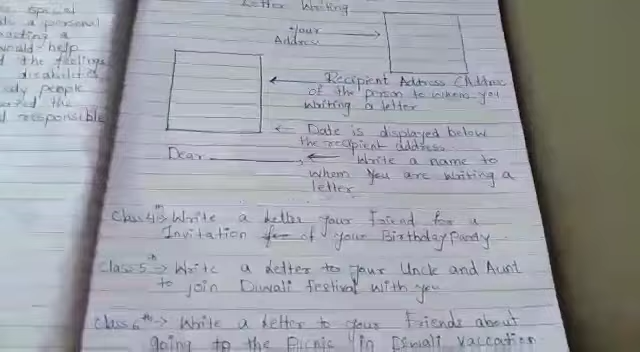 special
a personal
would help
the feelings
people
the
responsible
Letter Writing
Your
Address
Recipient Address (Address
of the person to whom you
Writing a letter
Date is displayed below
the recipient address
Dear
Write a name to
whom you are writing a
letter
Class 4th Write a letter your Friend for a
Invitation of your Birthday Pardy
Class 5th Write a letter to your Uncle and Aunt
to join Diwali festival with you
Class 6th Write a letter to your Friends about
going to the Picnic in Diwali vaccation